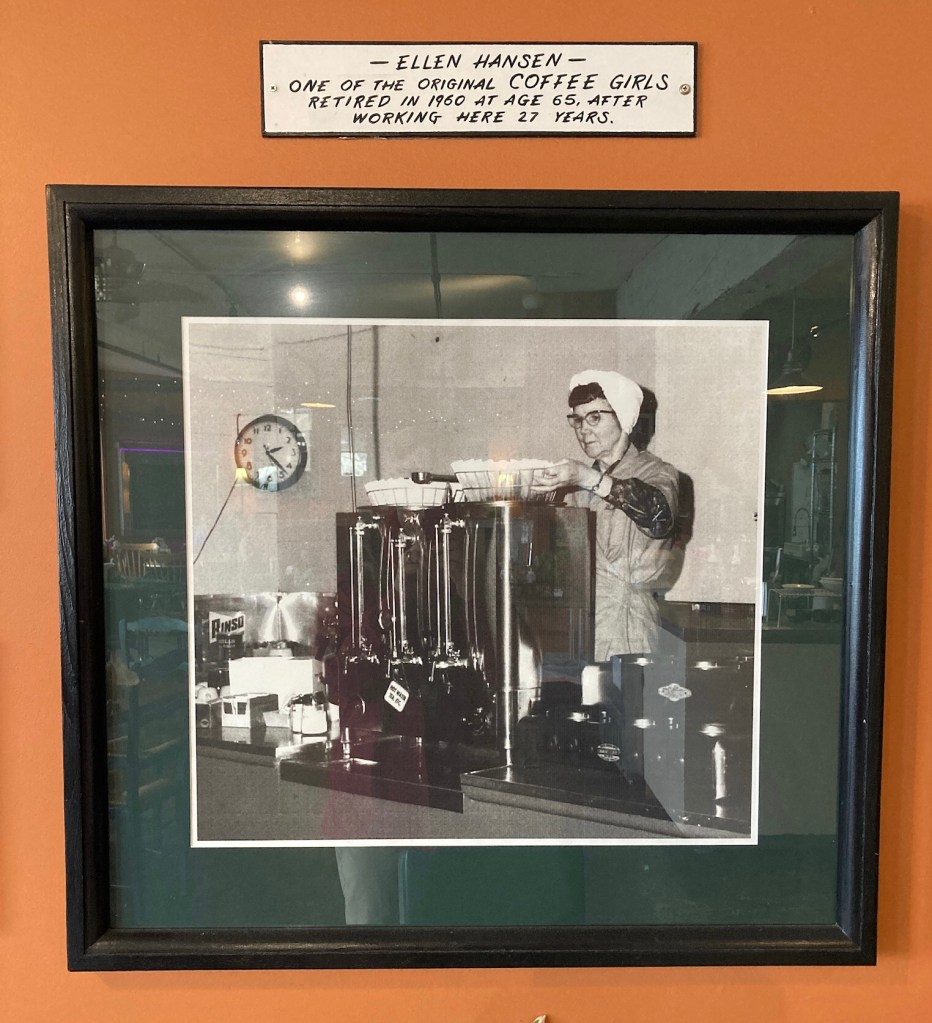 — ELLEN HANSEN —
ONE OF THE ORIGINAL COFFEE GIRLS
RETIRED IN 1960 AT AGE 65, AFTER
WORKING HERE 27 YEARS.
12
RINSO